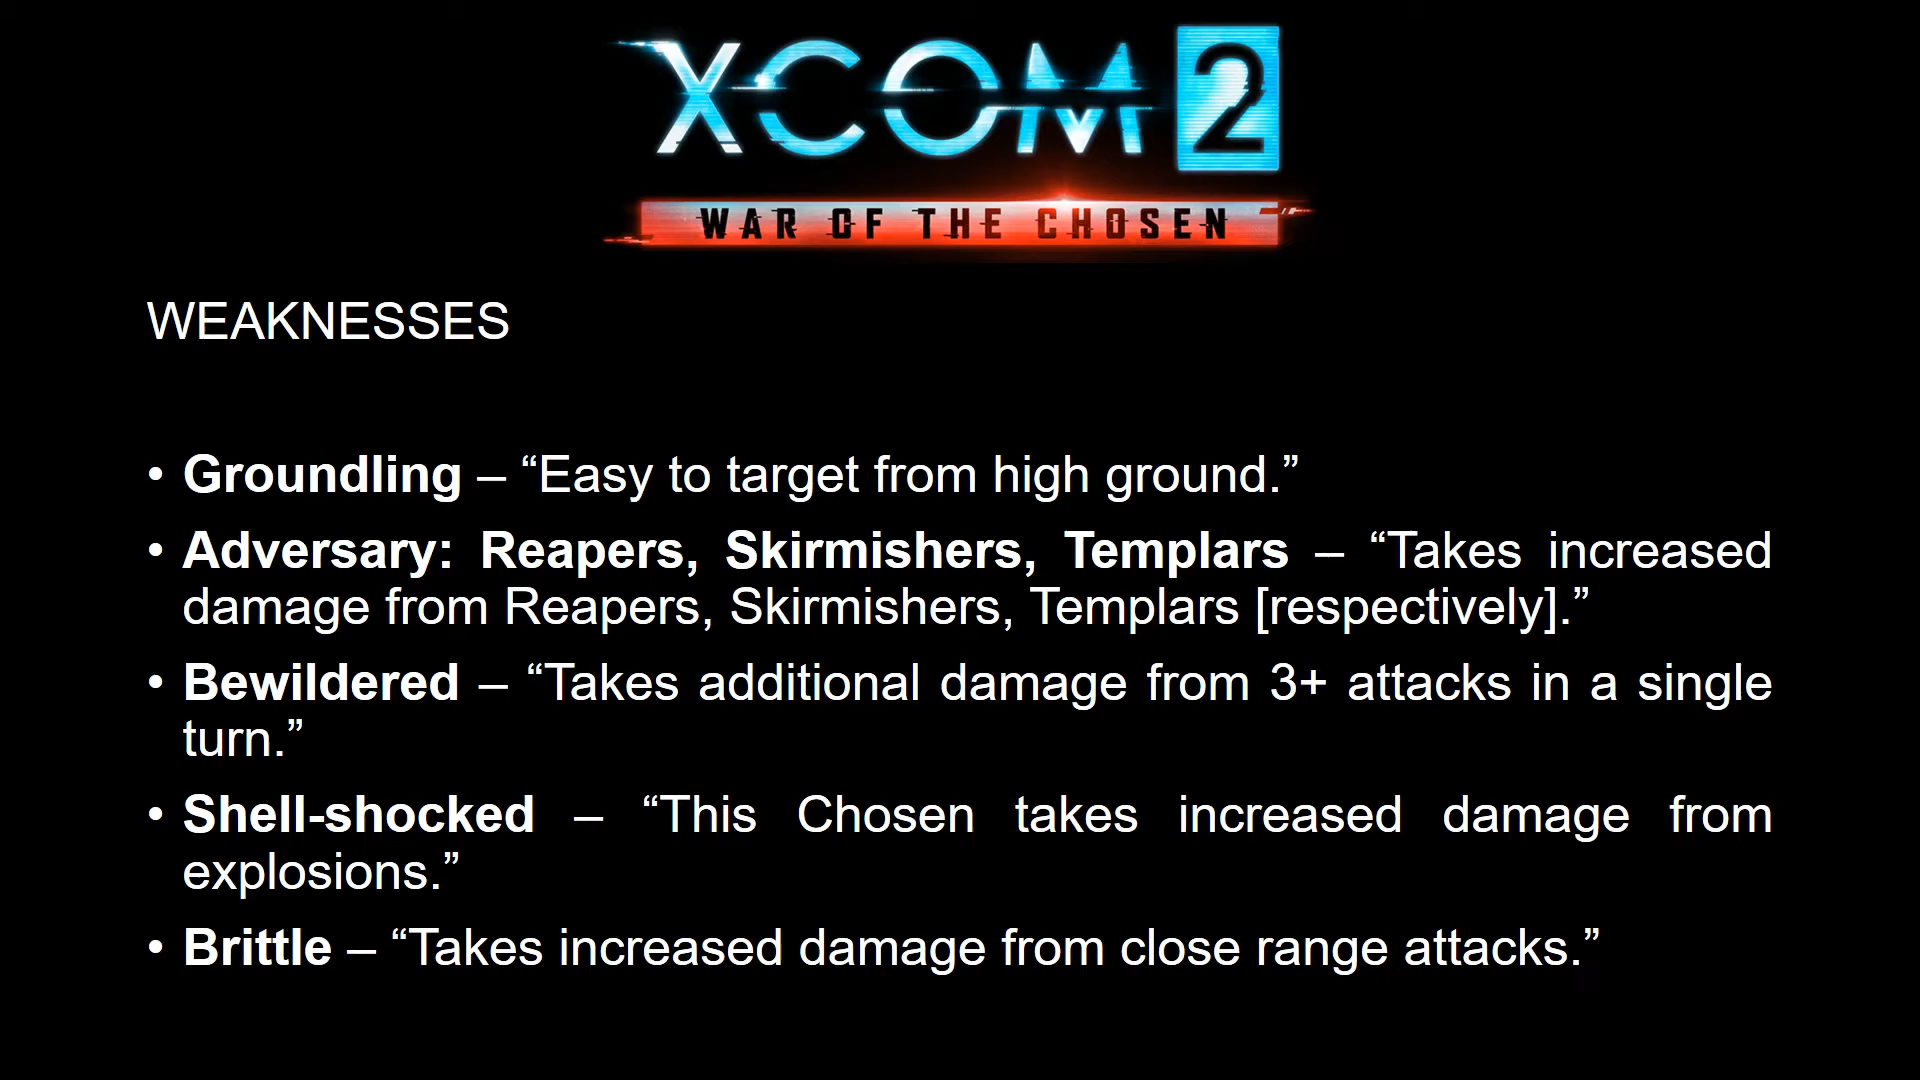 XCOM 2
WAR OF THE CHOSEN
WEAKNESSES
• Groundling – “Easy to target from high ground.”
• Adversary: Reapers, Skirmishers, Templars – “Takes increased
damage from Reapers, Skirmishers, Templars [respectively].”
• Bewildered – “Takes additional damage from 3+ attacks in a single
turn.”
• Shell-shocked – “This Chosen takes increased damage from
explosions.”
• Brittle – “Takes increased damage from close range attacks.”